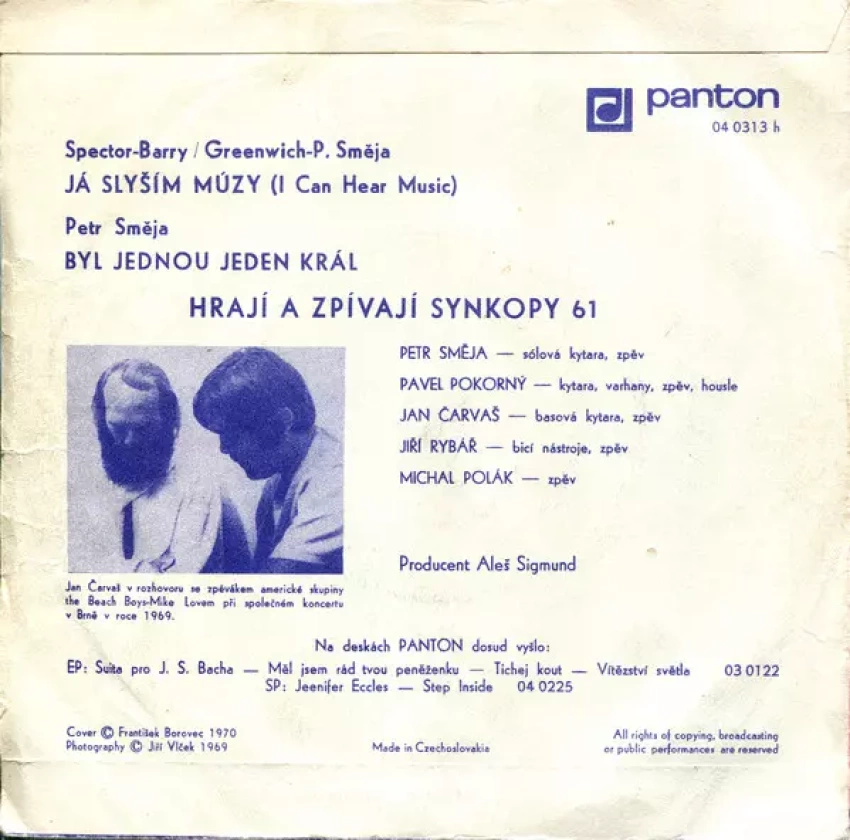 panton
04 0313 h
Spector-Barry / Greenwich-P. Směja
JÁ SLYŠÍM MÚZY (I Can Hear Music)
Petr Směja
BYL JEDNOU JEDEN KRÁL
HRAJÍ A ZPÍVAJÍ SYNKOPY 61
PETR SMĚJA — sólová kytara, zpěv
PAVEL POKORNÝ — kytara, varhany, zpěv, housle
JAN ČARVAŠ — basová kytara, zpěv
JIŘÍ RYBÁŘ — bicí nástroje, zpěv
MICHAL POLÁK — zpěv
Producent Aleš Sigmund
Jan Čarvaš v rozhovoru se zpěvákem americké skupiny
the Beach Boys-Mike Lovem při společném koncertu
v Brně v roce 1969.
Na deskách PANTON dosud vyšlo:
EP: Suita pro J. S. Bacha — Měl jsem rád tvou peněženku — Tichej kout — Vítězství světla 03 0122
SP: Jeenifer Eccles — Step Inside 04 0225
Cover © František Borovec 1970
Photography © Jiří Vlček 1969
Made in Czechoslovakia
All rights of copying, broadcasting
or public performances are reserved